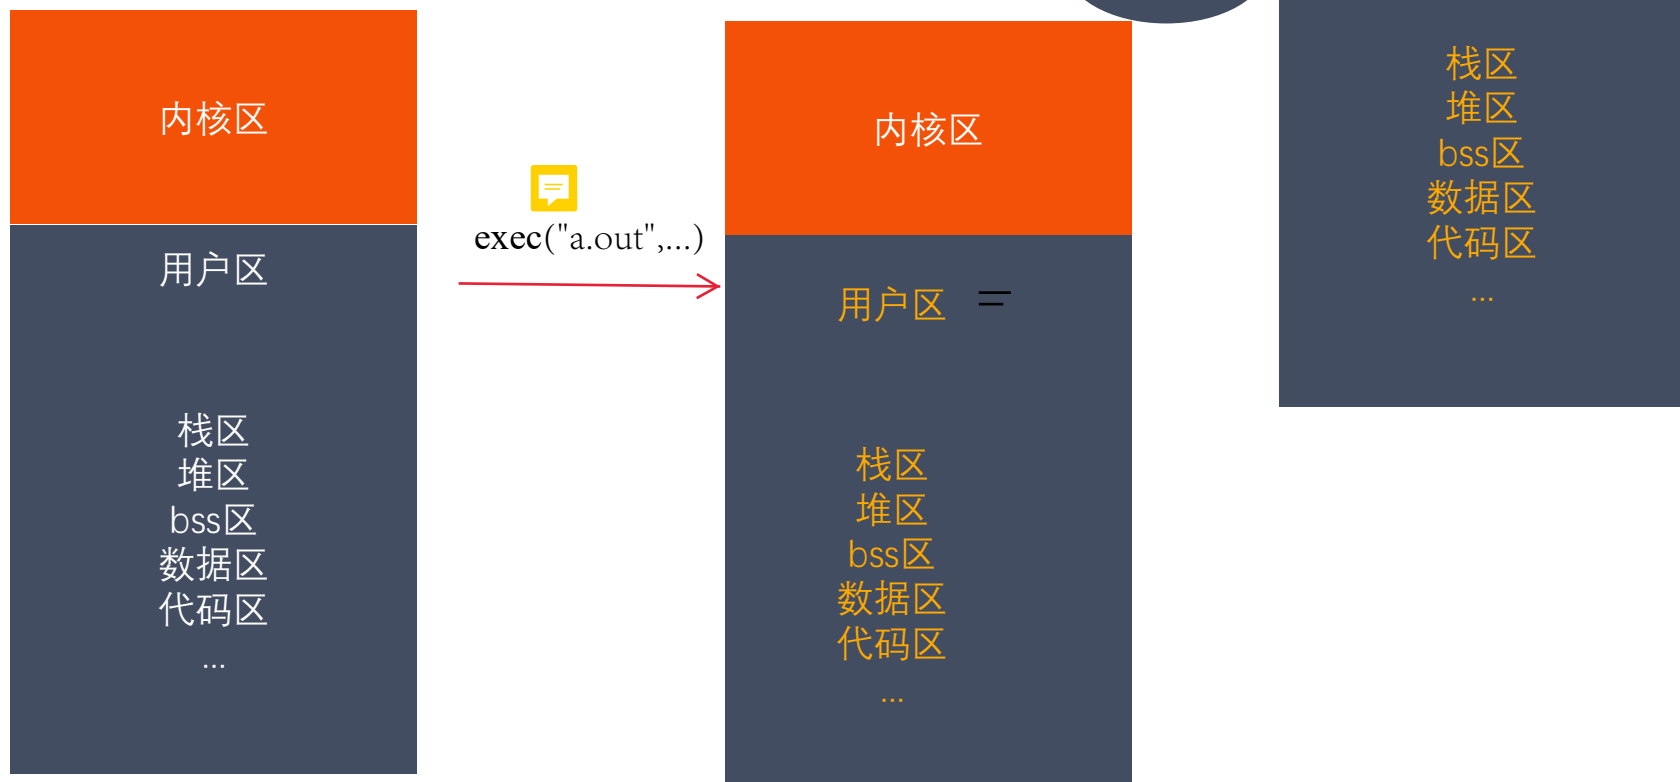 内核区
用户区
栈区
堆区
bss区
数据区
代码区
...
exec("a.out",...)
内核区
用户区
栈区
堆区
bss区
数据区
代码区
...
栈区
堆区
bss区
数据区
代码区
...